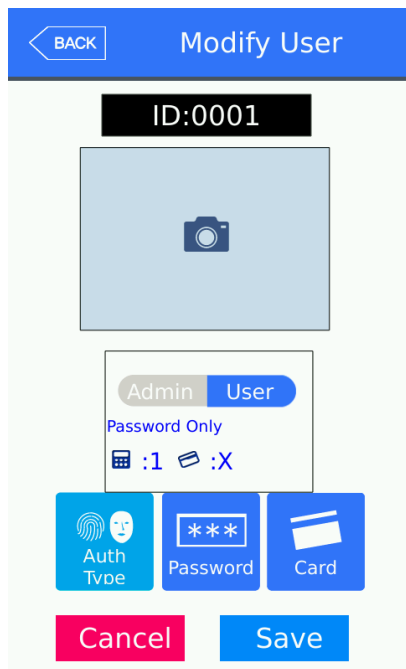 BACK Modify User
ID:0001
Admin User
Password Only
:1 :X
***
Auth Type Password Card
Cancel Save